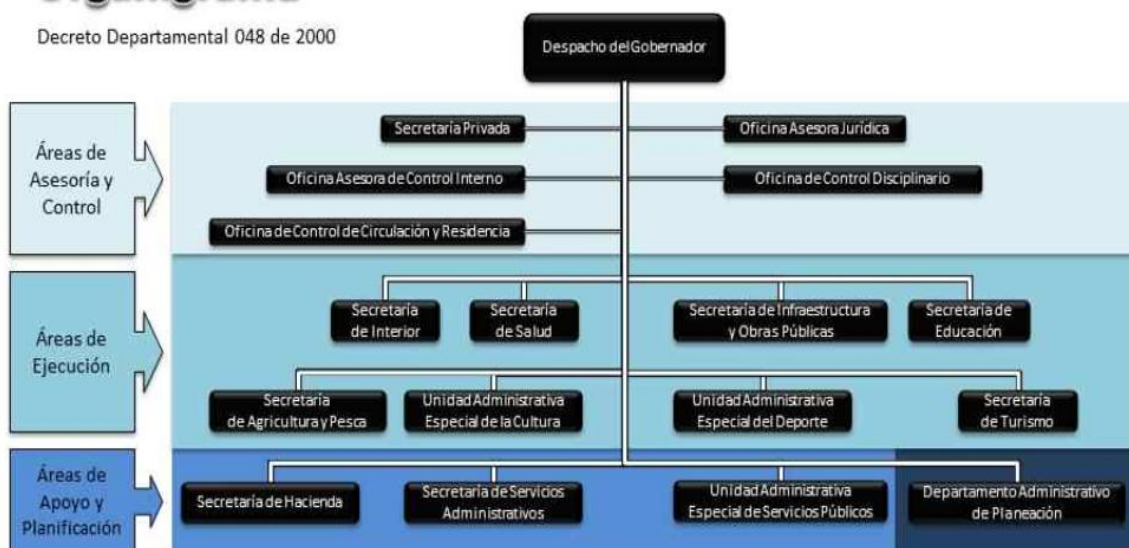 Organigrama
Decreto Departamental 048 de 2000
Despacho del Gobernador
Áreas de
Asesoría y
Control
Secretaría Privada
Oficina Asesora Jurídica
Oficina Asesora de Control Interno
Oficina de Control Disciplinario
Oficina de Control de Circulación y Residencia
Áreas de
Ejecución
Secretaría
de Interior
Secretaría
de Salud
Secretaría de Infraestructura
y Obras Públicas
Secretaría de
Educación
Secretaría
de Agricultura y Pesca
Unidad Administrativa
Especial de la Cultura
Unidad Administrativa
Especial del Deporte
Secretaría
de Turismo
Áreas de
Apoyo y
Planificación
Secretaría de Hacienda
Secretaría de Servicios
Administrativos
Unidad Administrativa
Especial de Servicios Públicos
Departamento Administrativo
de Planeación